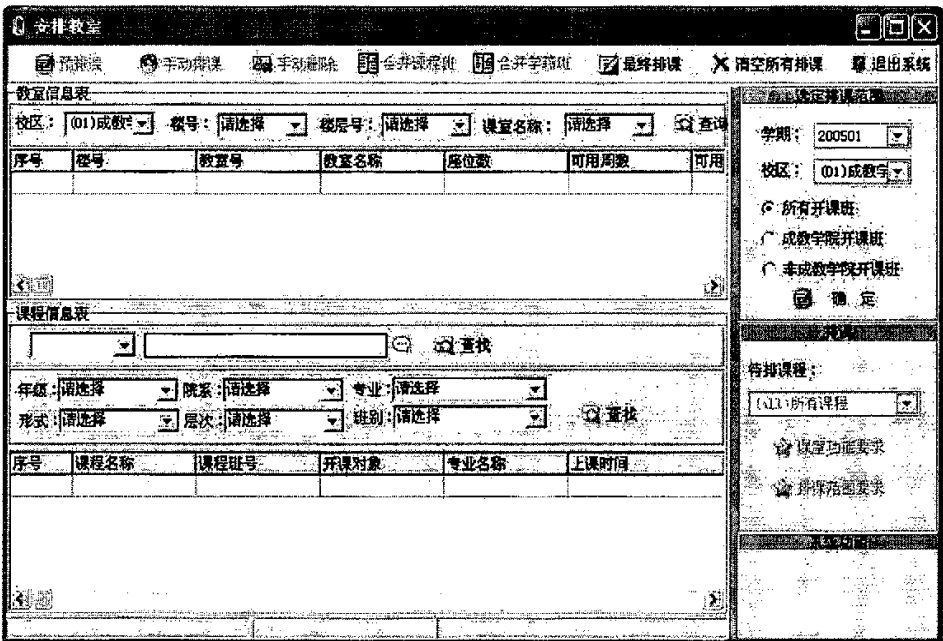 安排教室
预排课 手动排课 手动删除 合并课程班 合并学籍班 最终排课 清空所有排课 退出系统
教室信息表
校区： (01)成教 楼号： 请选择 楼层号： 请选择 课室名称： 请选择 查询
序号 楼号 教室号 教室名称 座位数 可用周数 可用
课程信息表
查找
年级：请选择 院系：请选择 专业：请选择
形式：请选择 层次：请选择 班别：请选择 查找
序号 课程名称 课程班号 开课对象 专业名称 上课时间
选定排课范围
学期： 200501
校区： (01)成教学
所有开课班
成教学院开课班
非成教学院开课班
确 定
排课
待排课程：
(ALL)所有课程
课室功能要求
排课范围要求